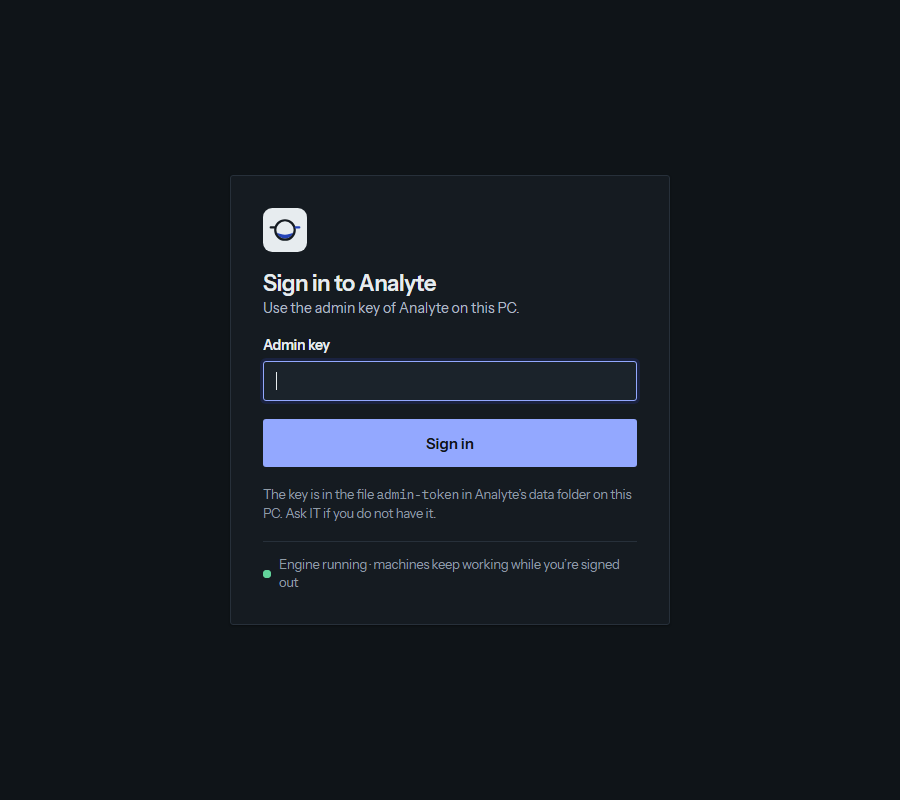 Sign in to Analyte
Use the admin key of Analyte on this PC.
Admin key
Sign in
The key is in the file admin-token in Analyte's data folder on this
PC. Ask IT if you do not have it.
Engine running · machines keep working while you're signed
out